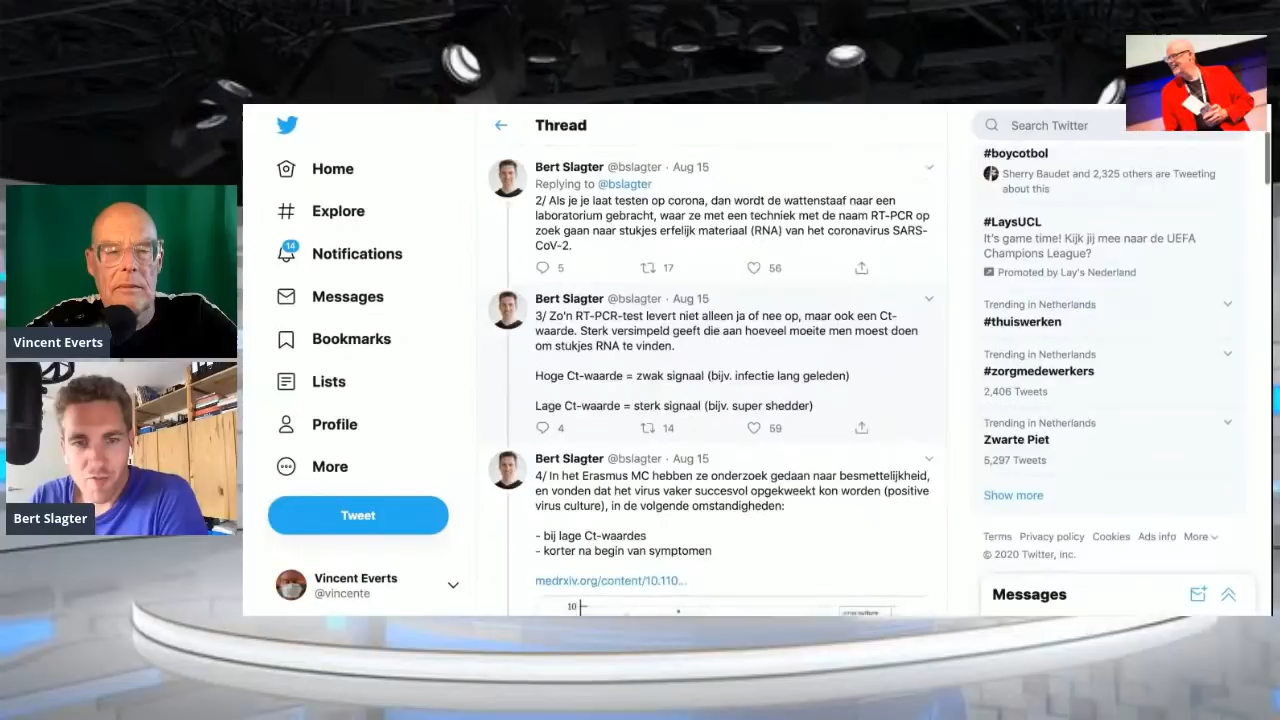 Vincent Everts
Bert Slagter
Home
Explore
14
Notifications
Messages
Bookmarks
Lists
Profile
More
Tweet
Vincent Everts
@vincente
Thread
Bert Slagter @bslagter · Aug 15
Replying to @bslagter
2/ Als je je laat testen op corona, dan wordt de wattenstaaf naar een
laboratorium gebracht, waar ze met een techniek met de naam RT-PCR op
zoek gaan naar stukjes erfelijk materiaal (RNA) van het coronavirus SARS-
CoV-2.
5 17 56
Bert Slagter @bslagter · Aug 15
3/ Zo'n RT-PCR-test levert niet alleen ja of nee op, maar ook een Ct-
waarde. Sterk versimpeld geeft die aan hoeveel moeite men moest doen
om stukjes RNA te vinden.
Hoge Ct-waarde = zwak signaal (bijv. infectie lang geleden)
Lage Ct-waarde = sterk signaal (bijv. super shedder)
4 14 59
Bert Slagter @bslagter · Aug 15
4/ In het Erasmus MC hebben ze onderzoek gedaan naar besmettelijkheid,
en vonden dat het virus vaker succesvol opgekweekt kon worden (positive
virus culture), in de volgende omstandigheden:
- bij lage Ct-waardes
- korter na begin van symptomen
medrxiv.org/content/10.110...
10
Search Twitter
#boycotbol
Sherry Baudet and 2,325 others are Tweeting
about this
#LaysUCL
It's game time! Kijk jij mee naar de UEFA
Champions League?
Promoted by Lay's Nederland
Trending in Netherlands
#thuiswerken
Trending in Netherlands
#zorgmedewerkers
2,406 Tweets
Trending in Netherlands
Zwarte Piet
5,297 Tweets
Show more
Terms Privacy policy Cookies Ads info More
© 2020 Twitter, Inc.
Messages